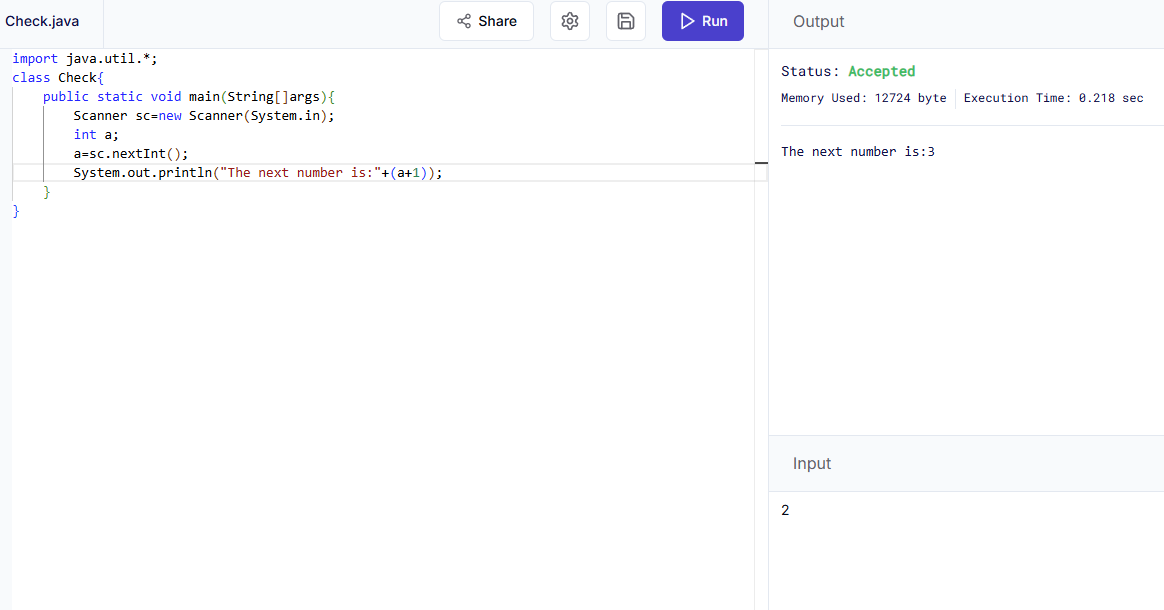 Check.java
Share
Run
import java.util.*;
class Check{
    public static void main(String[]args){
        Scanner sc=new Scanner(System.in);
        int a;
        a=sc.nextInt();
        System.out.println("The next number is:"+(a+1));
    }
}
Output
Status: Accepted
Memory Used: 12724 byte Execution Time: 0.218 sec
The next number is:3
Input
2